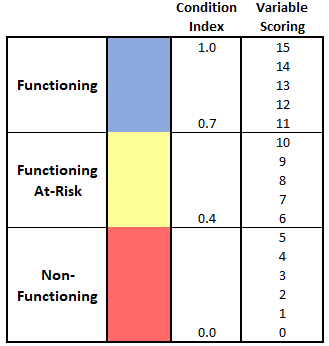 Condition Index
Variable Scoring
Functioning
1.0
0.7
15
14
13
12
11
Functioning
At-Risk
0.4
10
9
8
7
6
Non-
Functioning
0.0
5
4
3
2
1
0